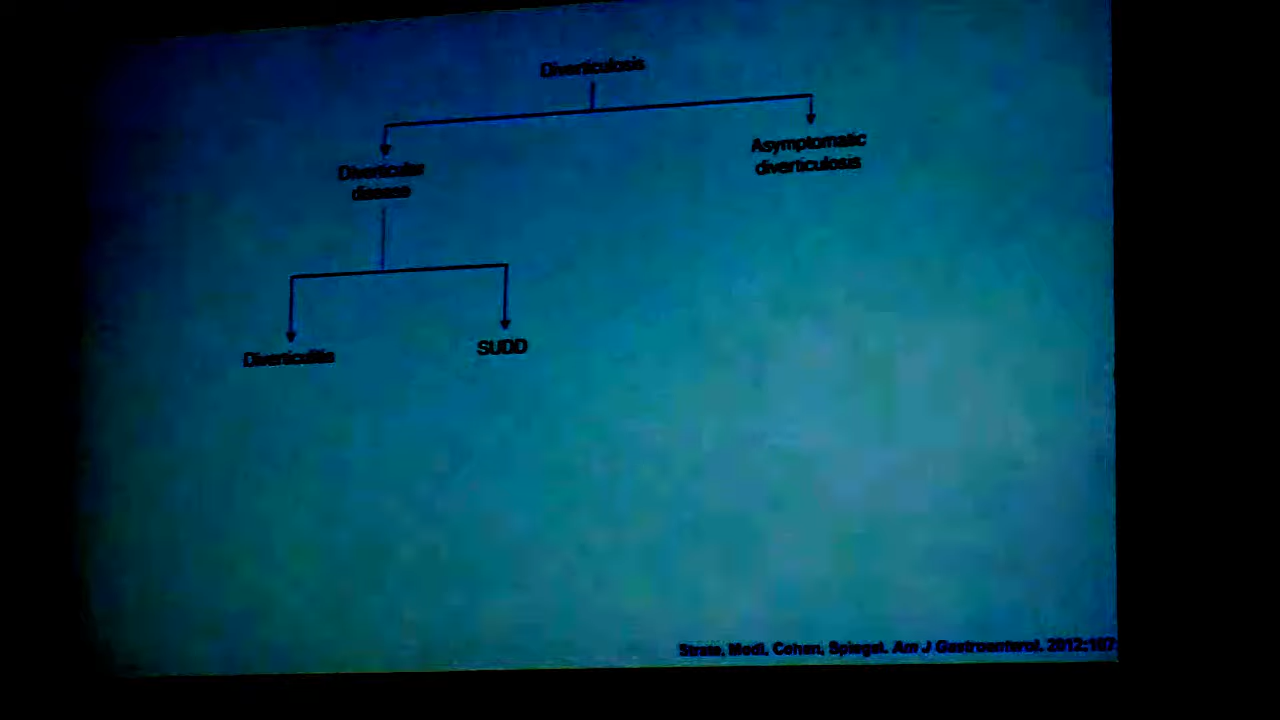 Diverticulosis
Asymptomatic
diverticulosis
Diverticular
disease
Diverticulitis
SUDD
Strate, Modi, Cohen, Spiegel. Am J Gastroenterol. 2012;107